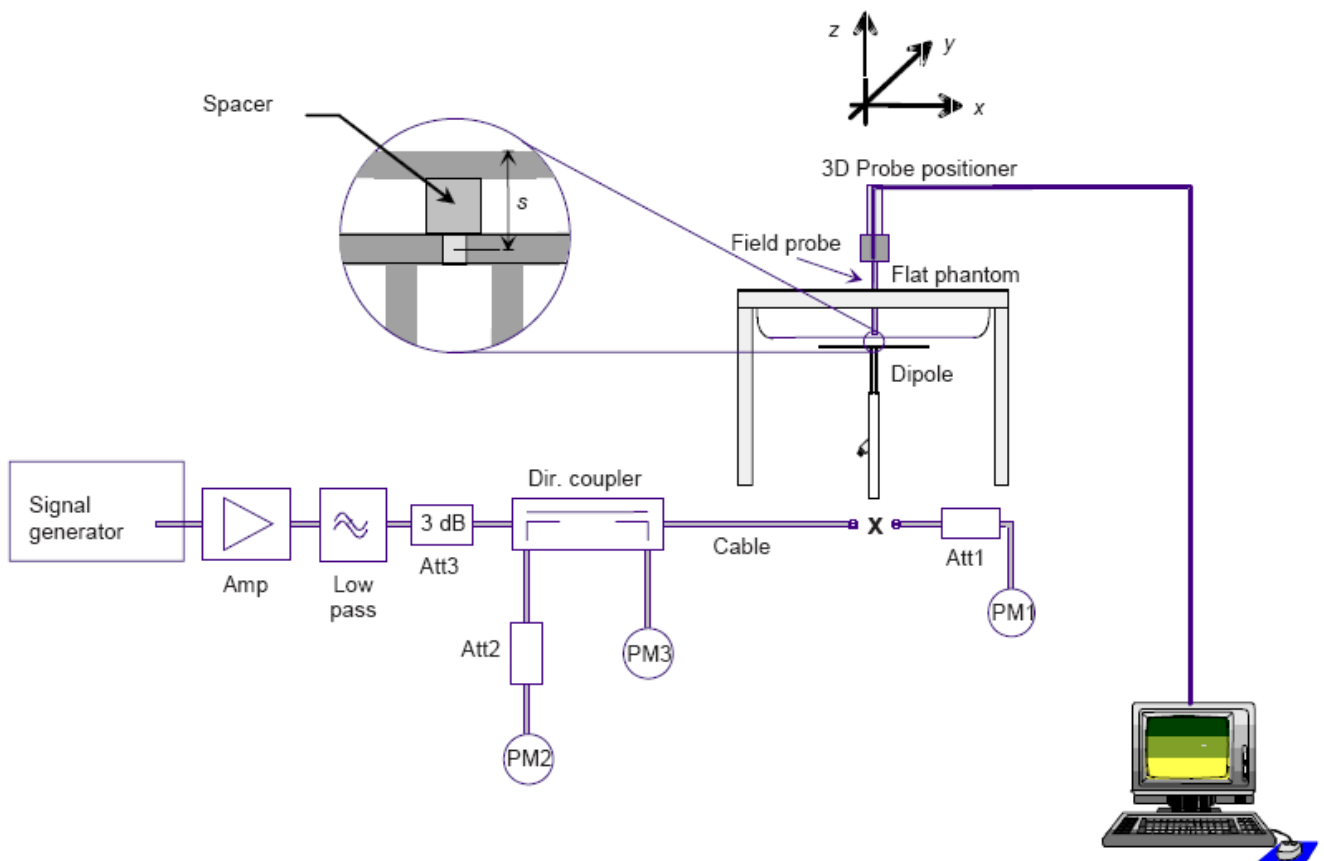 z
y
x
Spacer
s
3D Probe positioner
Field probe
Flat phantom
Dipole
Signal
generator
Amp
Low
pass
3 dB
Att3
Dir. coupler
Cable
X
Att1
PM1
Att2
PM3
PM2